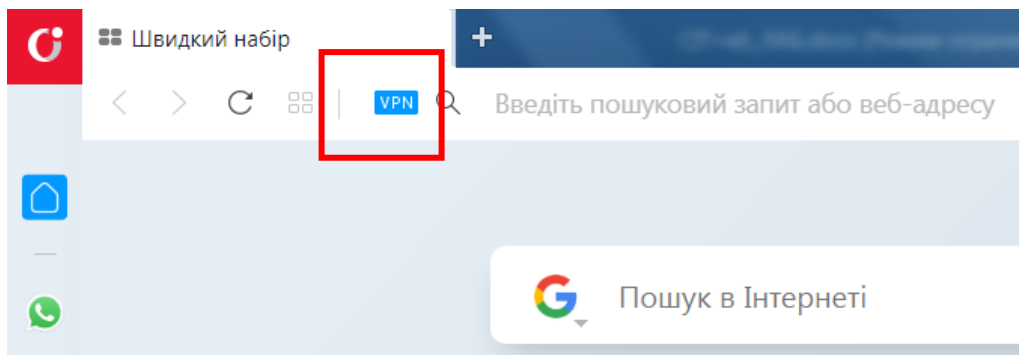 Швидкий набір
VPN
Введіть пошуковий запит або веб-адресу
Пошук в Інтернеті